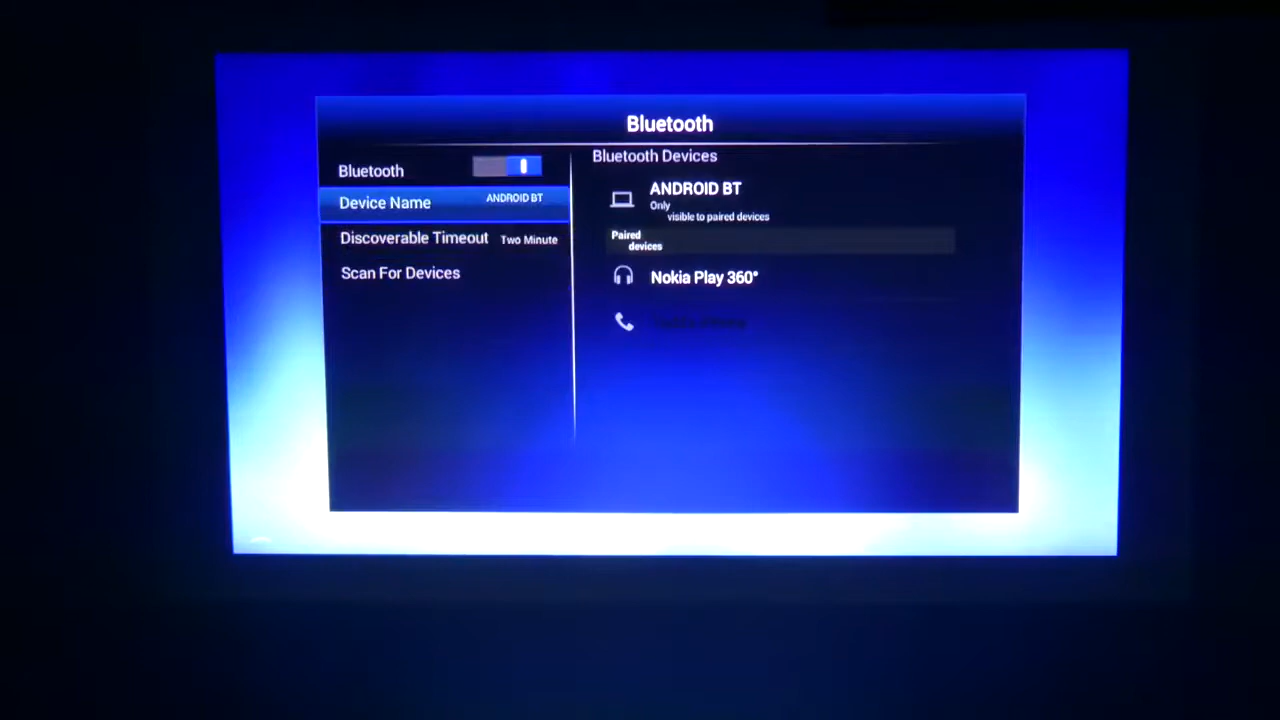 Bluetooth
Bluetooth
Device Name ANDROID BT
Discoverable Timeout Two Minute
Scan For Devices
Bluetooth Devices
ANDROID BT
Only
visible to paired devices
Paired
devices
Nokia Play 360°